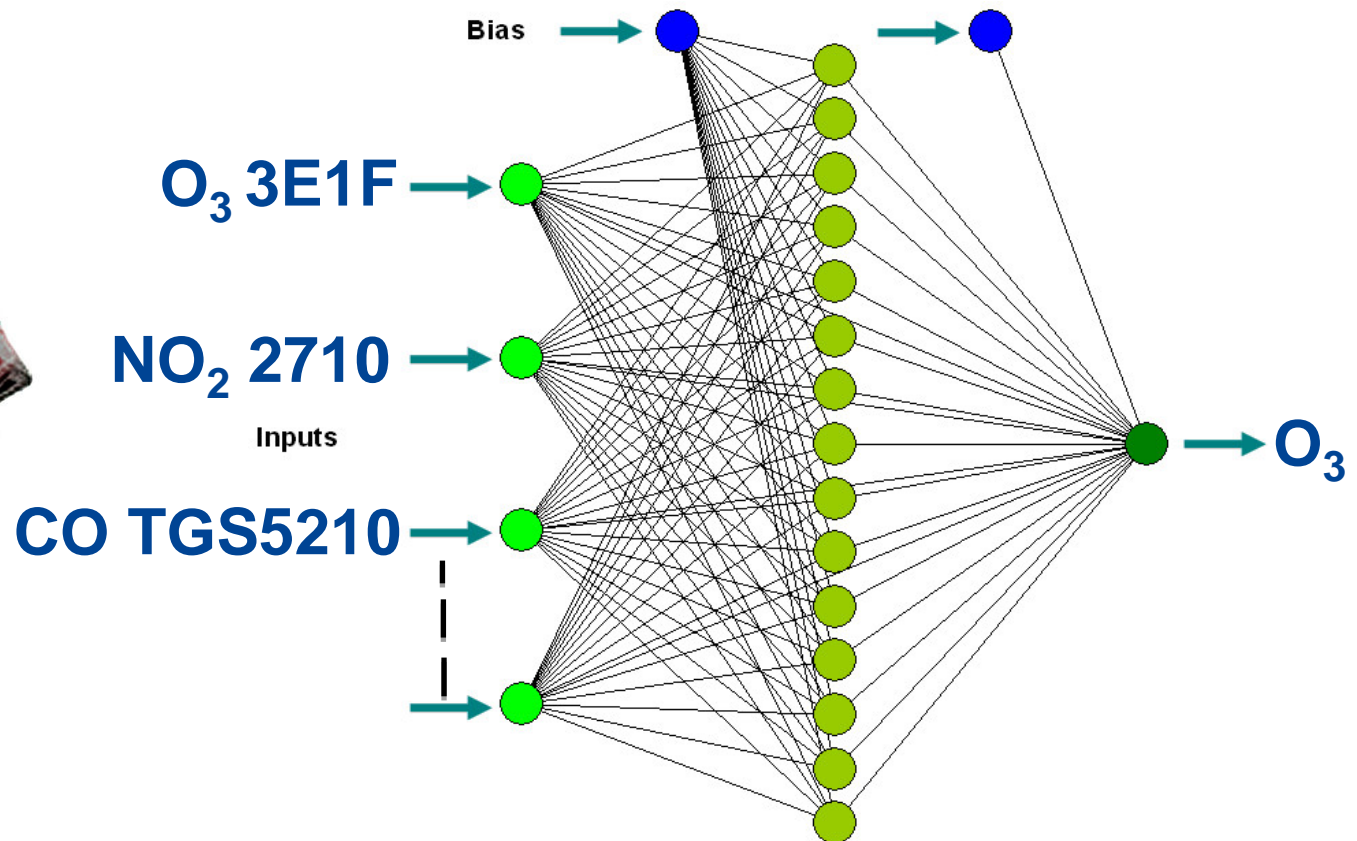 Bias
O₃ 3E1F
NO₂ 2710
Inputs
O₃
CO TGS5210